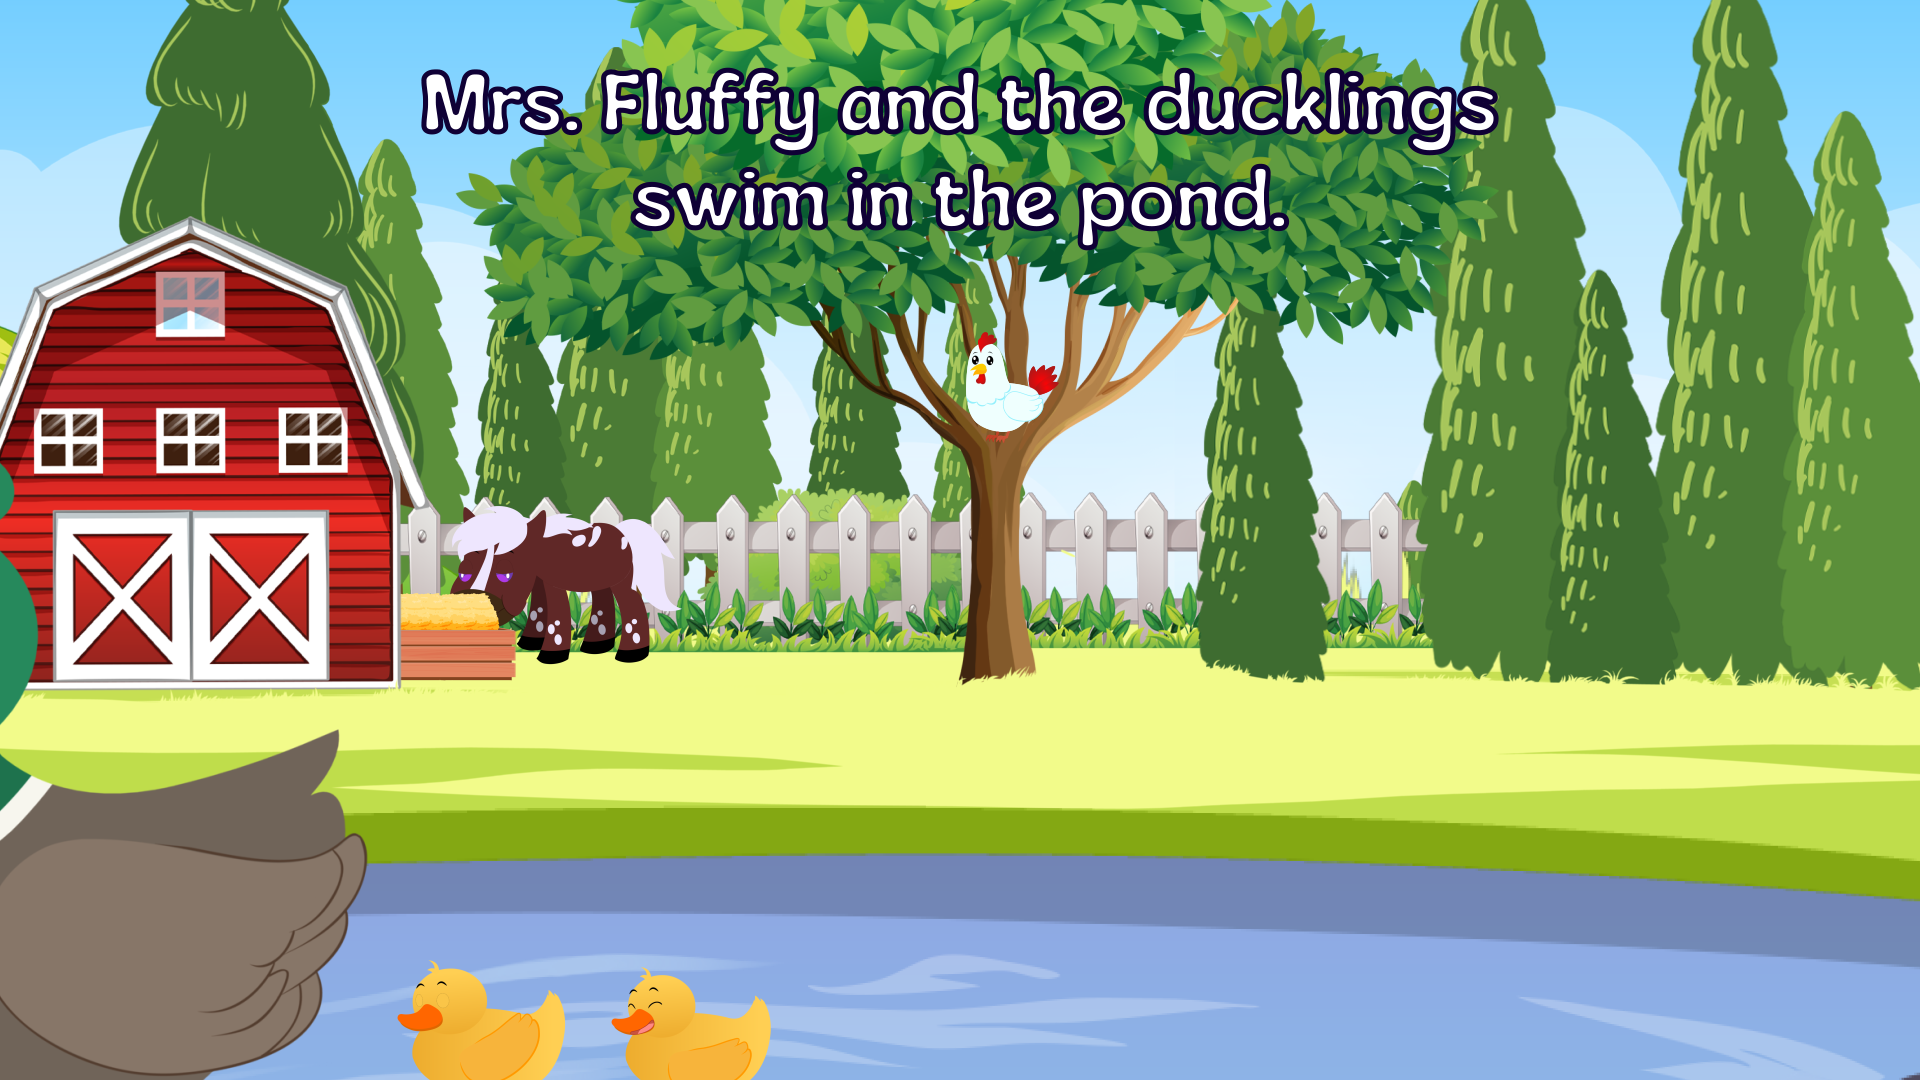 Mrs. Fluffy and the ducklings
swim in the pond.